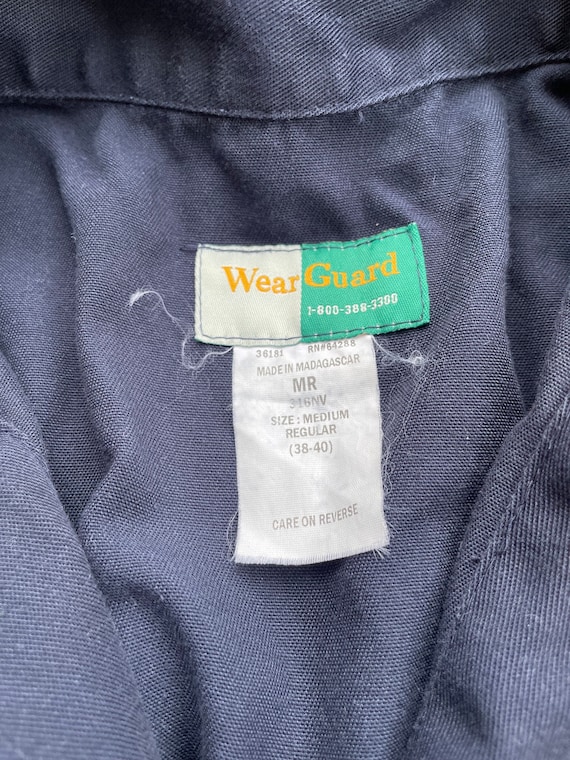 WearGuard
1-800-388-3300
36181 RN#64288
MADE IN MADAGASCAR
MR
316NV
SIZE : MEDIUM
REGULAR
(38-40)
CARE ON REVERSE